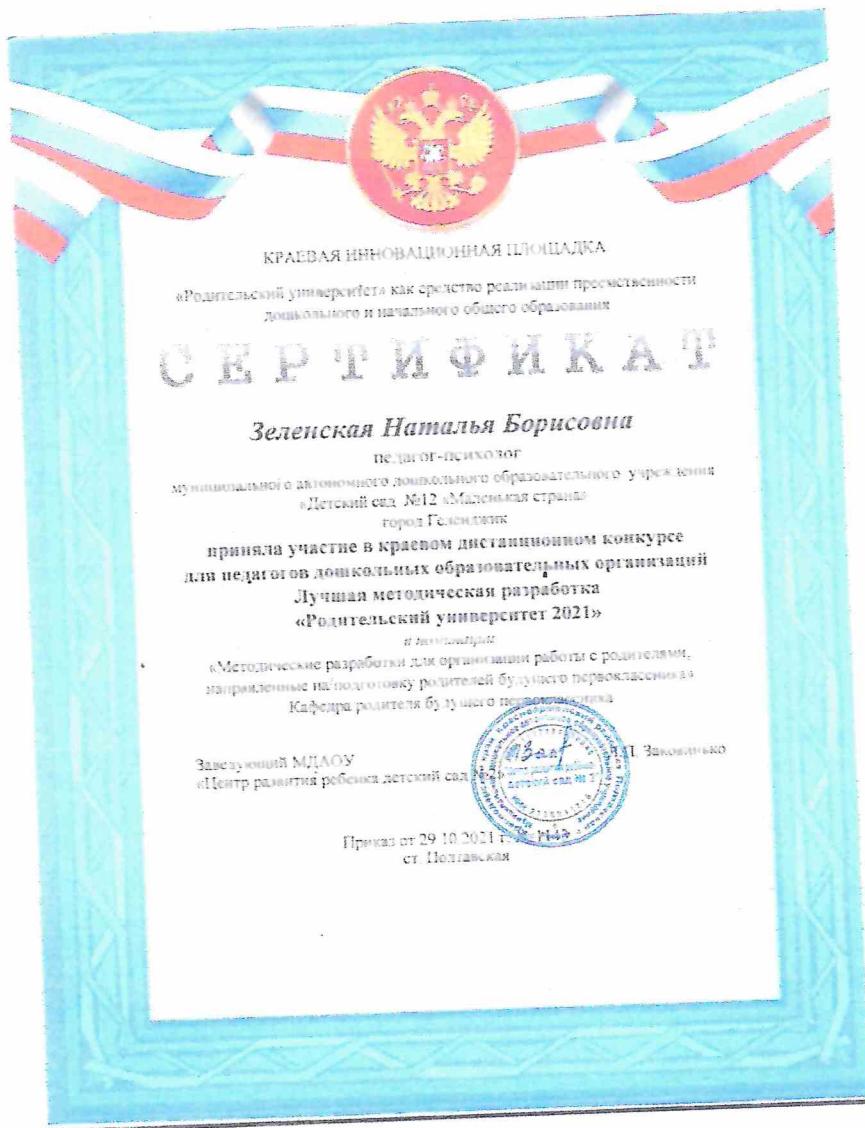 КРАЕВАЯ ИННОВАЦИОННАЯ ПЛОЩАДКА
«Родительский университет» как средство реализации преемственности
дошкольного и начального общего образования
СЕРТИФИКАТ
Зеленская Наталья Борисовна
педагог-психолог
муниципального автономного дошкольного образовательного учреждения
«Детский сад №12 «Маленькая страна»
город Геленджик
приняла участие в краевом дистанционном конкурсе
для педагогов дошкольных образовательных организаций
Лучшая методическая разработка
«Родительский университет 2021»
в номинации
«Методические разработки для организации работы с родителями,
направленные на подготовку родителей будущего первоклассника»
Кафедра родителя будущего первоклассника
Заведующий МДАОУ
«Центр развития ребенка детский сад №2»
Заковинько
Приказ от 29.10.2021 г.
ст. Полтавская